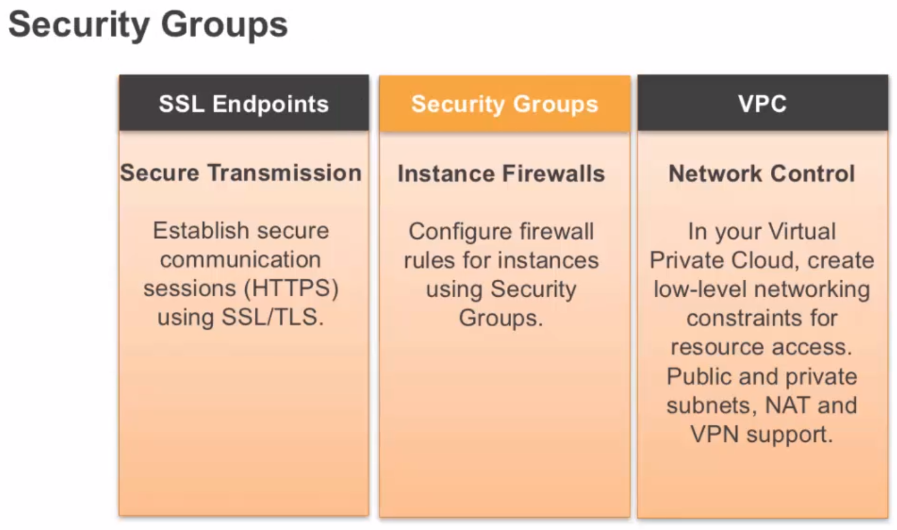 Security Groups
SSL Endpoints
Secure Transmission
Establish secure
communication
sessions (HTTPS)
using SSL/TLS.
Security Groups
Instance Firewalls
Configure firewall
rules for instances
using Security
Groups.
VPC
Network Control
In your Virtual
Private Cloud, create
low-level networking
constraints for
resource access.
Public and private
subnets, NAT and
VPN support.